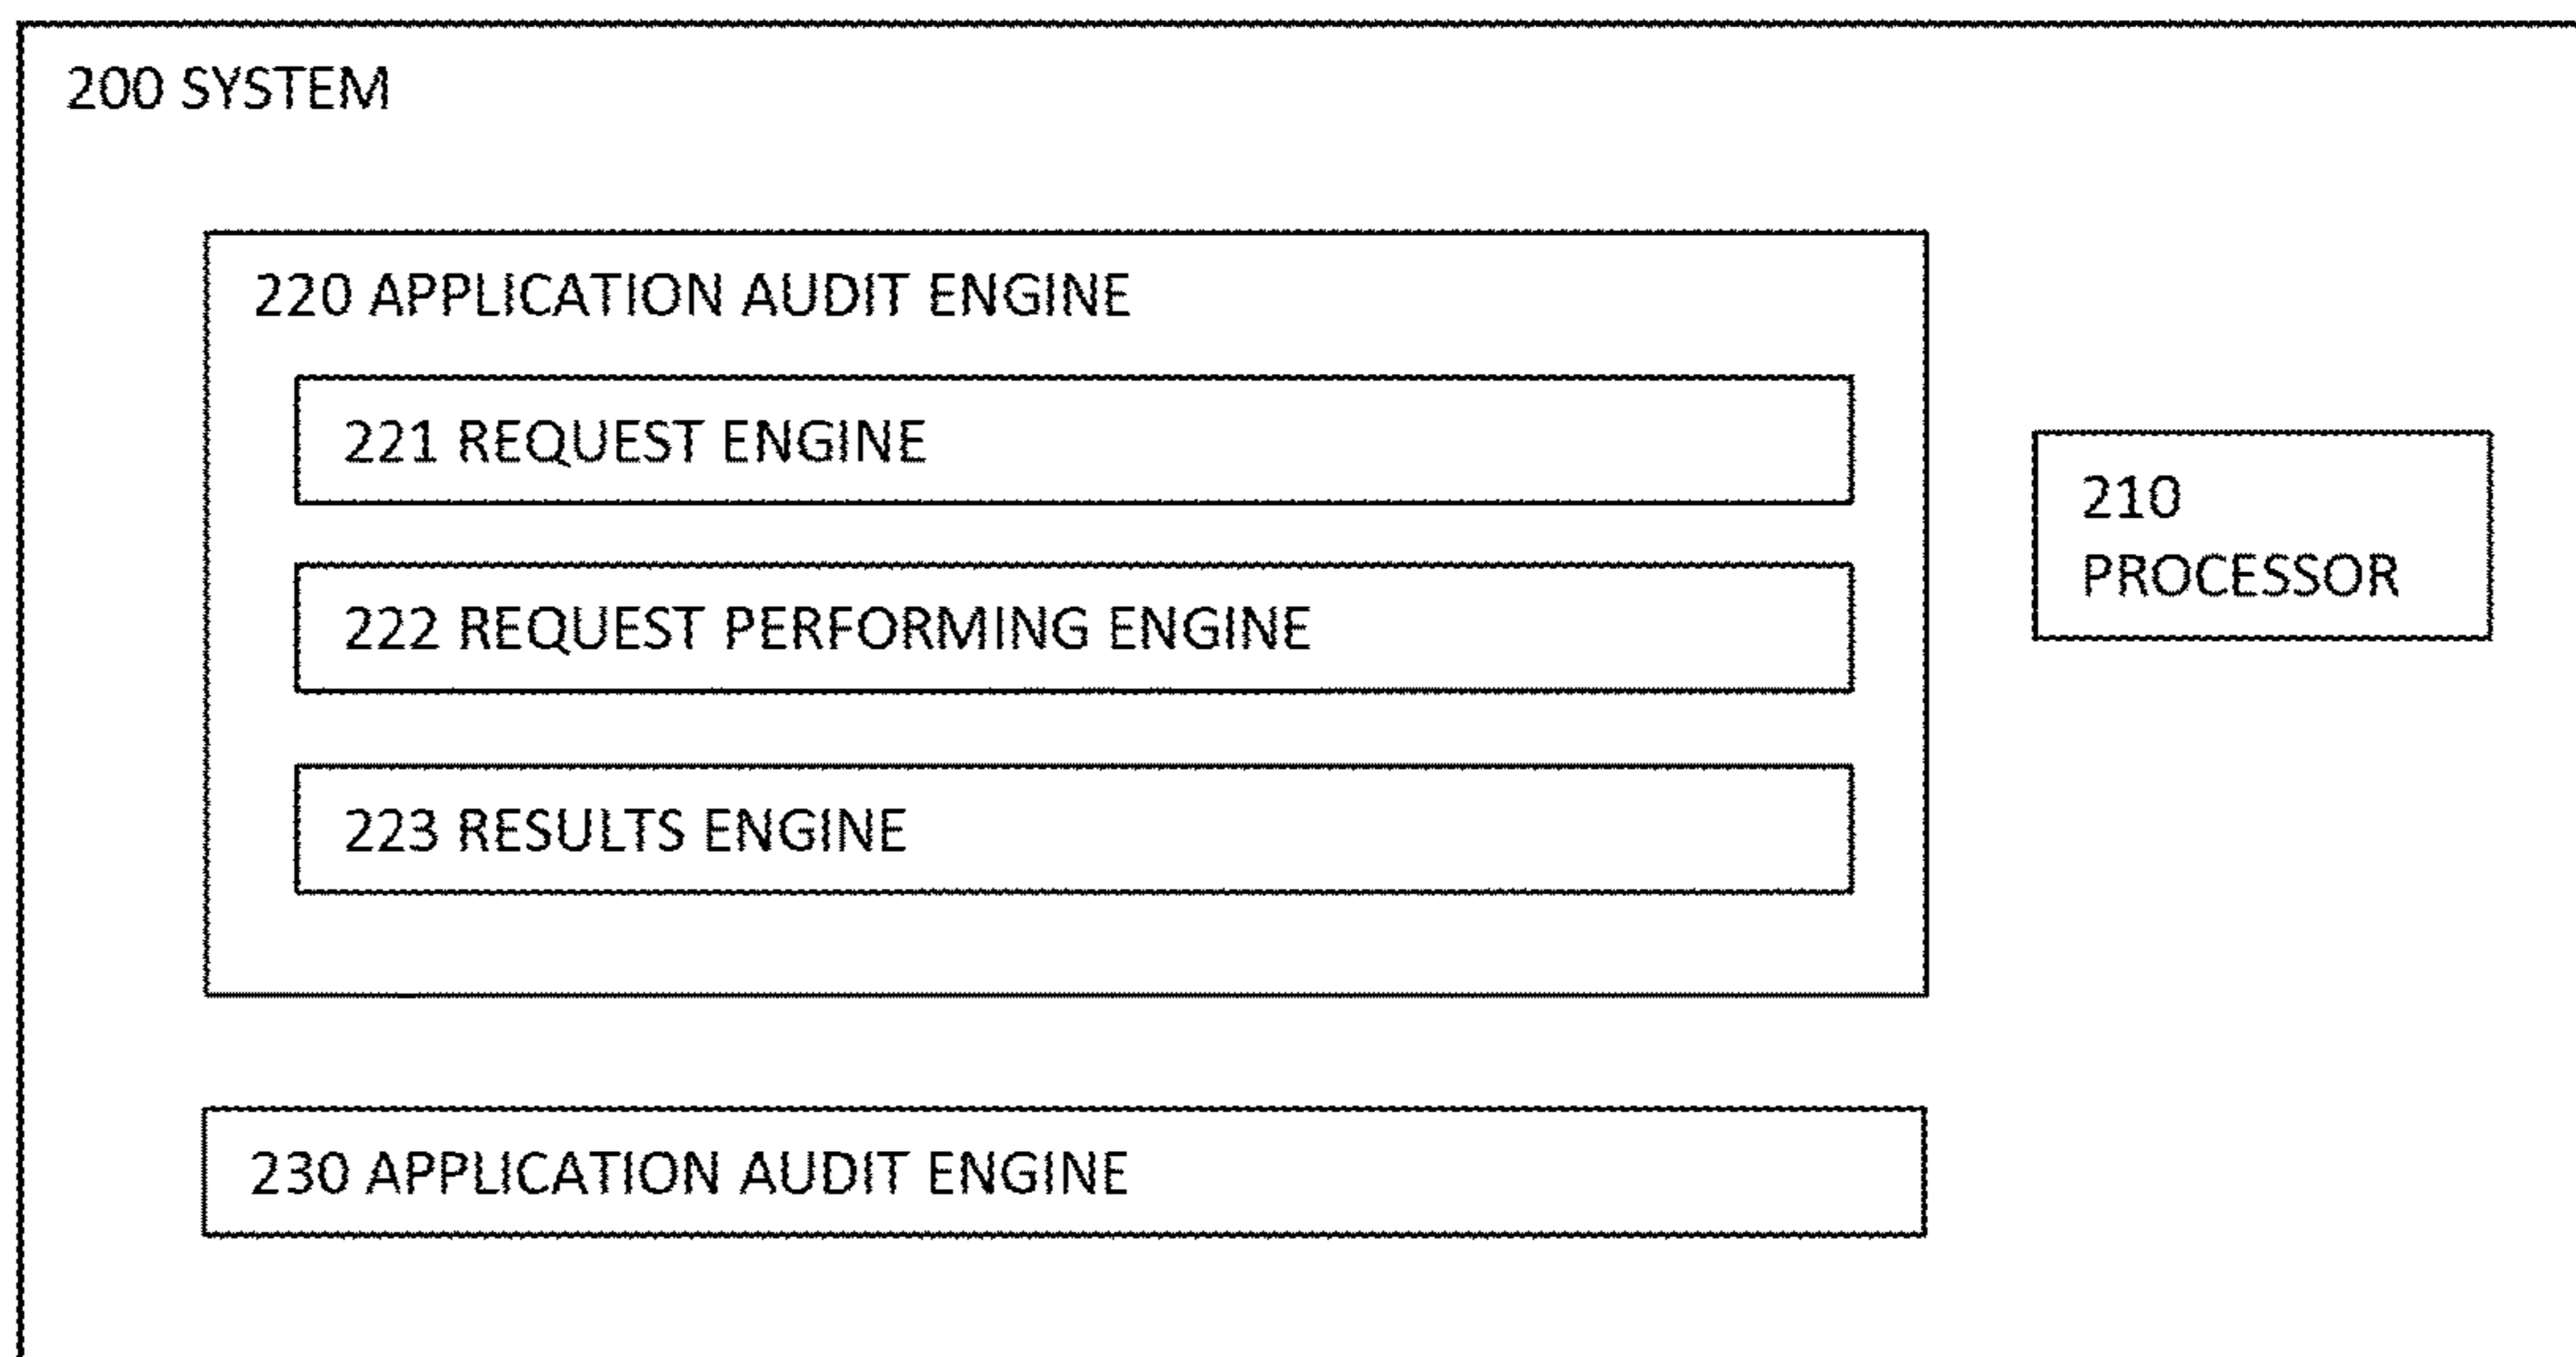 200 SYSTEM
220 APPLICATION AUDIT ENGINE
221 REQUEST ENGINE
222 REQUEST PERFORMING ENGINE
223 RESULTS ENGINE
210
PROCESSOR
230 APPLICATION AUDIT ENGINE